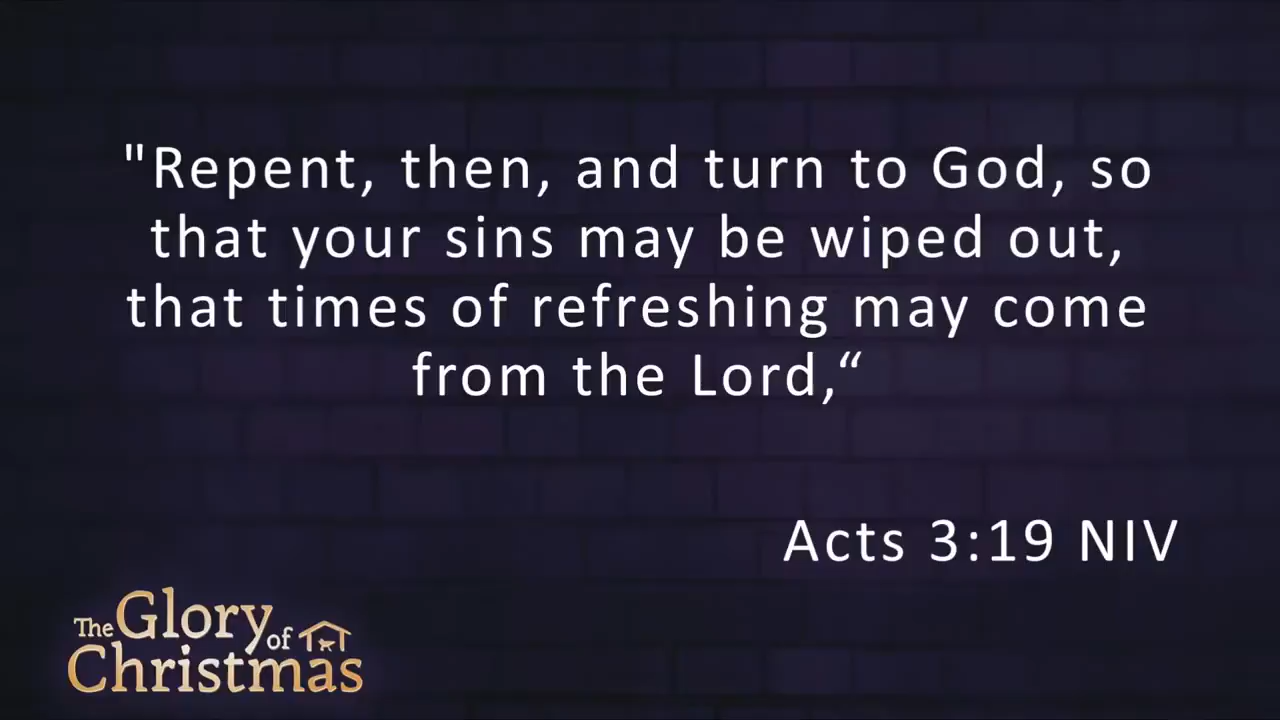 "Repent, then, and turn to God, so
that your sins may be wiped out,
that times of refreshing may come
from the Lord,“
Acts 3:19 NIV
The Glory of
Christmas